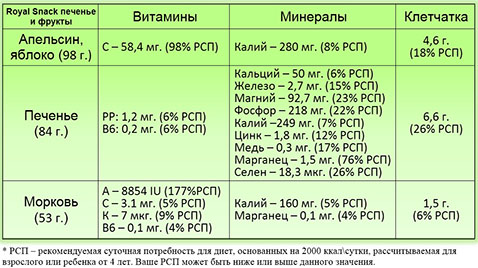 Royal Snack печенье и фрукты
Витамины
Минералы
Клетчатка
Апельсин, яблоко (98 г.)
С – 58,4 мг. (98% РСП)
Калий – 280 мг. (8% РСП)
4,6 г. (18% РСП)
Печенье (84 г.)
РР: 1,2 мг. (6% РСП)
В6: 0,2 мг. (6% РСП)
Кальций – 50 мг. (6% РСП)
Железо – 2,7 мг. (15% РСП)
Магний – 92,7 мг. (23% РСП)
Фосфор – 218 мг. (22% РСП)
Калий –249 мг. (7% РСП)
Цинк – 1,8 мг. (12% РСП)
Медь – 0,3 мг. (17% РСП)
Марганец – 1,5 мг. (76% РСП)
Селен – 18,3 мкг. (26% РСП)
6,6 г. (26% РСП)
Морковь (53 г.)
А – 8854 IU (177%РСП)
С – 3.1 мг. (5% РСП)
К – 7 мкг. (9% РСП)
В6 – 0,1 мг. (4% РСП)
Калий – 160 мг. (5% РСП)
Марганец – 0,1 мг. (4% РСП)
1,5 г. (6% РСП)
* РСП – рекомендуемая суточная потребность для диет, основанных на 2000 ккал\сутки, рассчитываемая для
взрослого или ребенка от 4 лет. Ваше РСП может быть ниже или выше данного значения.